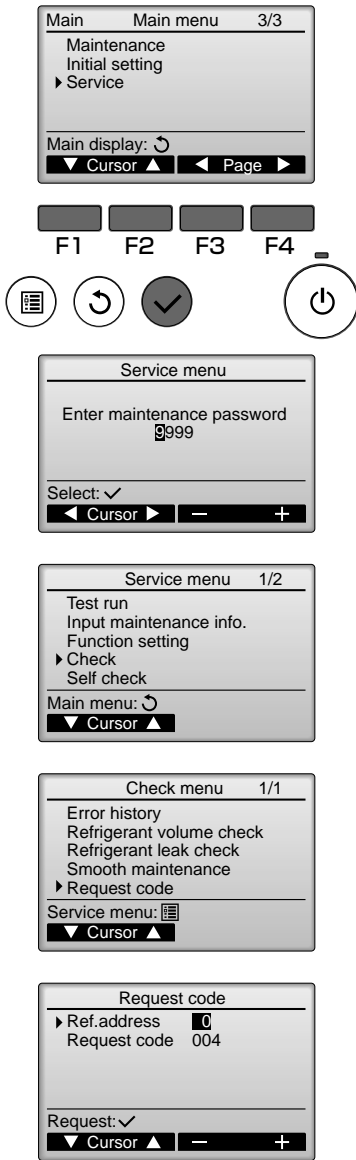 Main Main menu 3/3
Maintenance
Initial setting
Service
Main display:
Cursor Page
F1 F2 F3 F4
Service menu
Enter maintenance password
9999
Select:
Cursor − +
Service menu 1/2
Test run
Input maintenance info.
Function setting
Check
Self check
Main menu:
Cursor
Check menu 1/1
Error history
Refrigerant volume check
Refrigerant leak check
Smooth maintenance
Request code
Service menu:
Cursor
Request code
Ref.address 0
Request code 004
Request:
Cursor − +